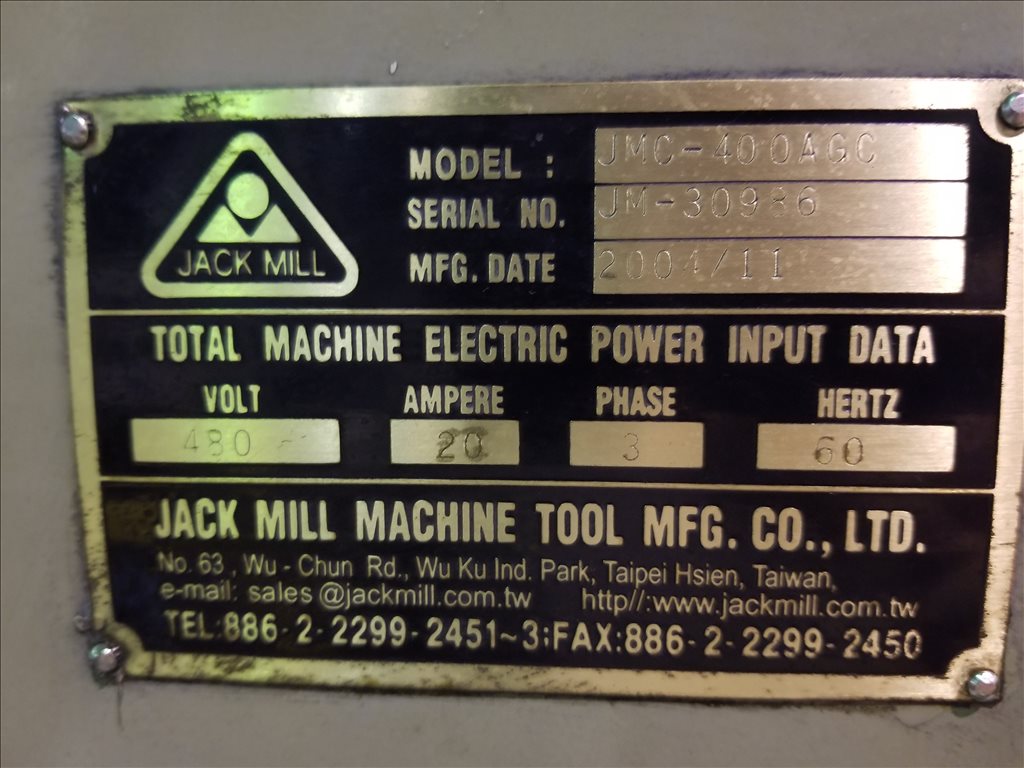 JACK MILL
MODEL : JMC-400AGC
SERIAL NO. JM-30986
MFG. DATE 2004/11
TOTAL MACHINE ELECTRIC POWER INPUT DATA
VOLT AMPERE PHASE HERTZ
480 20 3 60
JACK MILL MACHINE TOOL MFG. CO., LTD.
No. 63 , Wu - Chun Rd., Wu Ku Ind. Park, Taipei Hsien, Taiwan,
e-mail: sales @jackmill.com.tw http//:www.jackmill.com.tw
TEL:886-2-2299-2451~3;FAX:886-2-2299-2450